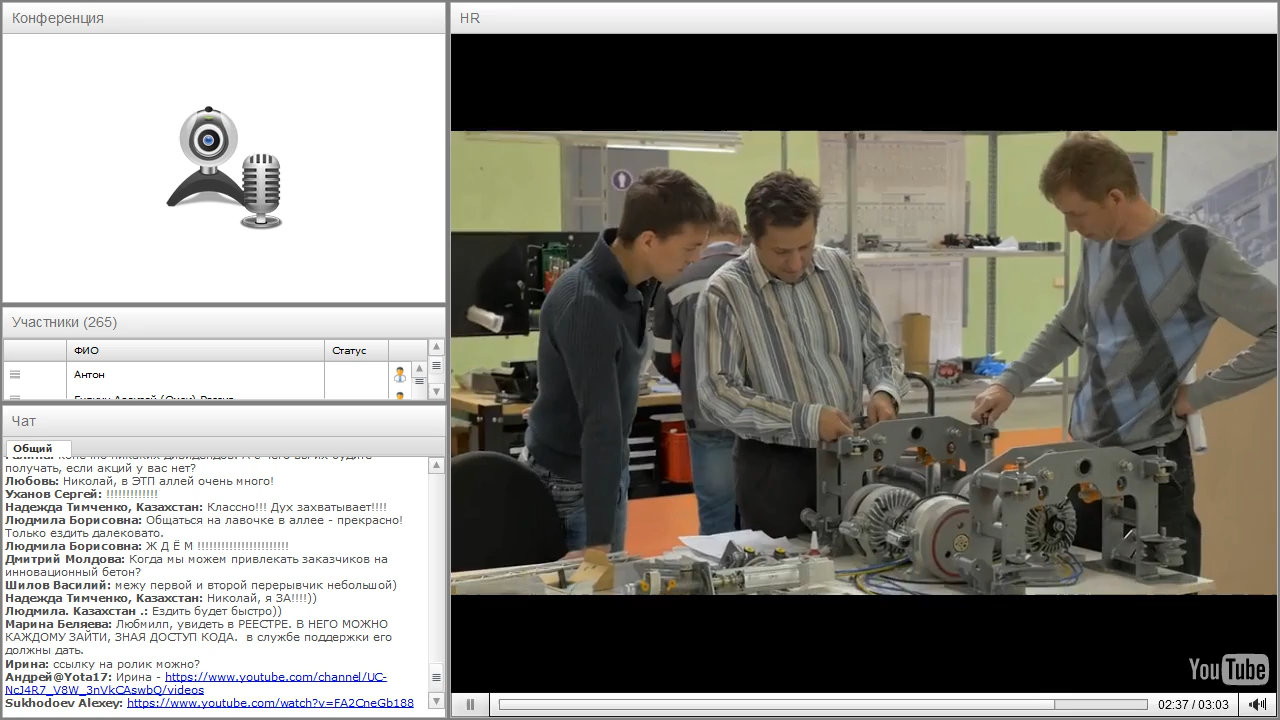 Конференция
HR
Участники (265)
ФИО
Статус
Антон
Чат
Общий
получать, если акций у вас нет?
Любовь: Николай, в ЭТП аллей очень много!
Уханов Сергей: !!!!!!!!!!!!!
Надежда Тимченко, Казахстан: Классно!!! Дух захватывает!!!!
Людмила Борисовна: Общаться на лавочке в аллее - прекрасно!
Только ездить далековато.
Людмила Борисовна: Ж Д Ё М !!!!!!!!!!!!!!!!!!!!!!!
Дмитрий Молдова: Когда мы можем привлекать заказчиков на
инновационный бетон?
Шилов Василий: между первой и второй перерывчик небольшой)
Надежда Тимченко, Казахстан: Николай, я ЗА!!!!))
Людмила. Казахстан .: Ездить будет быстро))
Марина Беляева: Любмилп, увидеть в РЕЕСТРЕ. В НЕГО МОЖНО
КАЖДОМУ ЗАЙТИ, ЗНАЯ ДОСТУП КОДА. в службе поддержки его
должны дать.
Ирина: ссылку на ролик можно?
Андрей@Yota17: Ирина - https://www.youtube.com/channel/UC-
NcJ4R7_V8W_3nVkCAswbQ/videos
Sukhodoev Alexey: https://www.youtube.com/watch?v=FA2CneGb188
YouTube
02:37 / 03:03